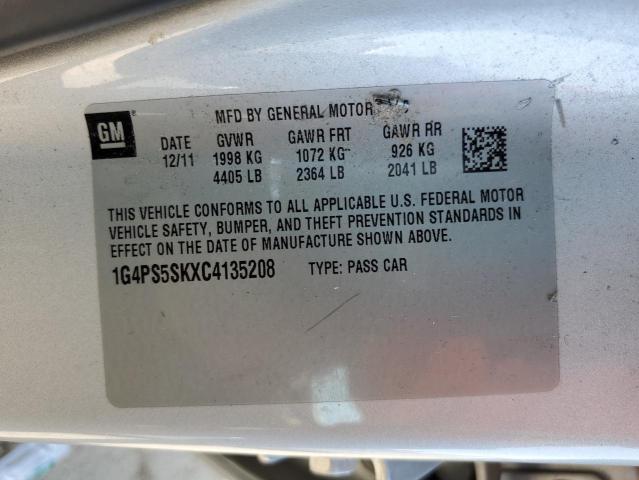 GM
MFD BY GENERAL MOTOR
DATE GVWR GAWR FRT GAWR RR
12/11 1998 KG 1072 KG 926 KG
4405 LB 2364 LB 2041 LB
THIS VEHICLE CONFORMS TO ALL APPLICABLE U.S. FEDERAL MOTOR
VEHICLE SAFETY, BUMPER, AND THEFT PREVENTION STANDARDS IN
EFFECT ON THE DATE OF MANUFACTURE SHOWN ABOVE.
1G4PS5SKXC4135208 TYPE: PASS CAR